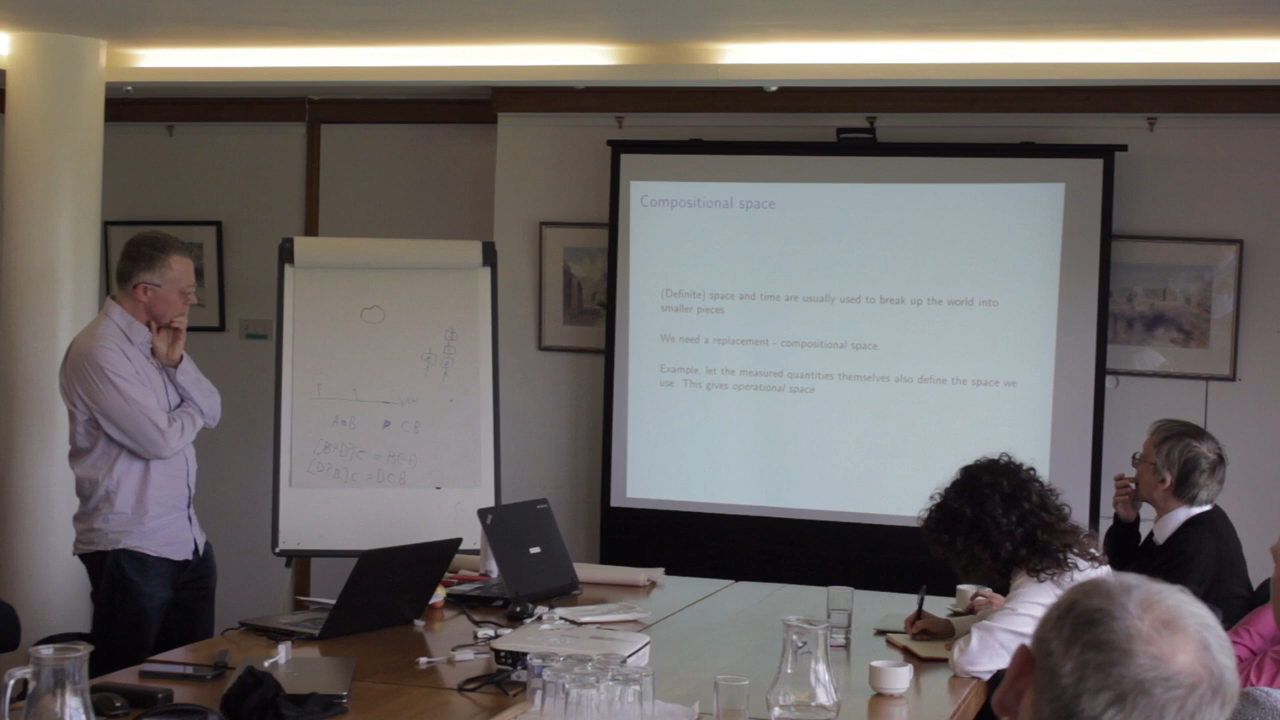 Compositional space
(Definite) space and time are usually used to break up the world into
smaller pieces
We need a replacement - compositional space.
Example, let the measured quantities themselves also define the space we
use. This gives operational space
CB
= DCB